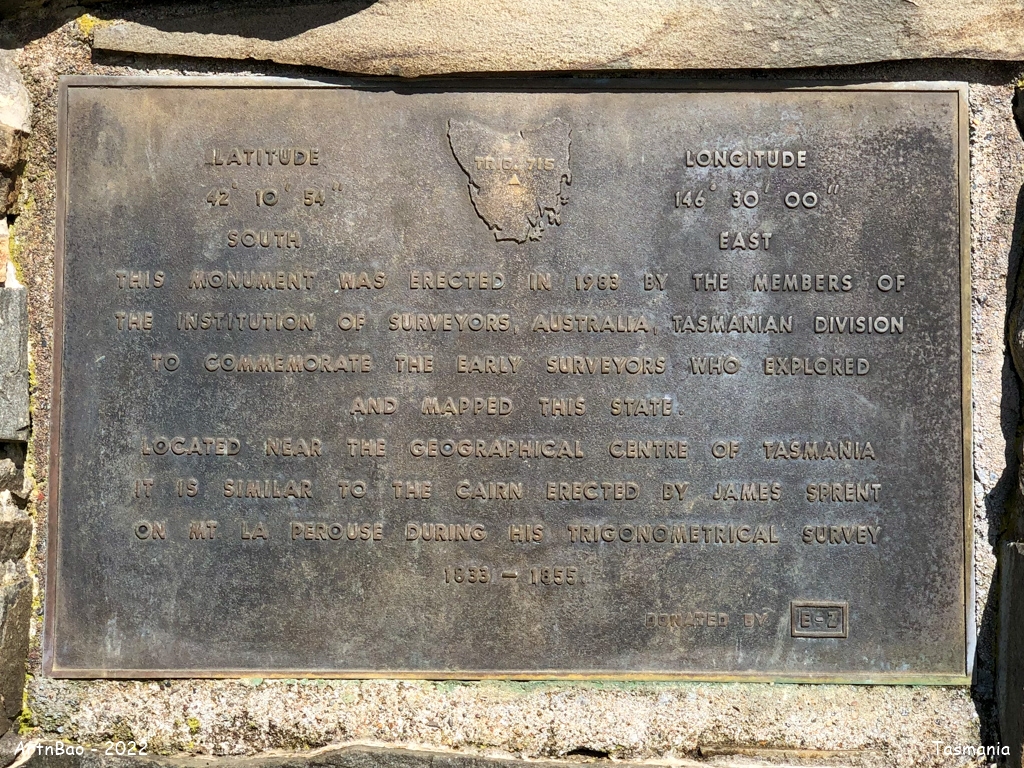 LATITUDE
42° 10' 54"
SOUTH
TRIG. 715
LONGITUDE
146° 30' 00"
EAST
THIS MONUMENT WAS ERECTED IN 1983 BY THE MEMBERS OF
THE INSTITUTION OF SURVEYORS, AUSTRALIA, TASMANIAN DIVISION
TO COMMEMORATE THE EARLY SURVEYORS WHO EXPLORED
AND MAPPED THIS STATE.
LOCATED NEAR THE GEOGRAPHICAL CENTRE OF TASMANIA
IT IS SIMILAR TO THE CAIRN ERECTED BY JAMES SPRENT
ON MT LA PEROUSE DURING HIS TRIGONOMETRICAL SURVEY
1833 – 1855.
DONATED BY E-Z
ArtnBao - 2022
Tasmania